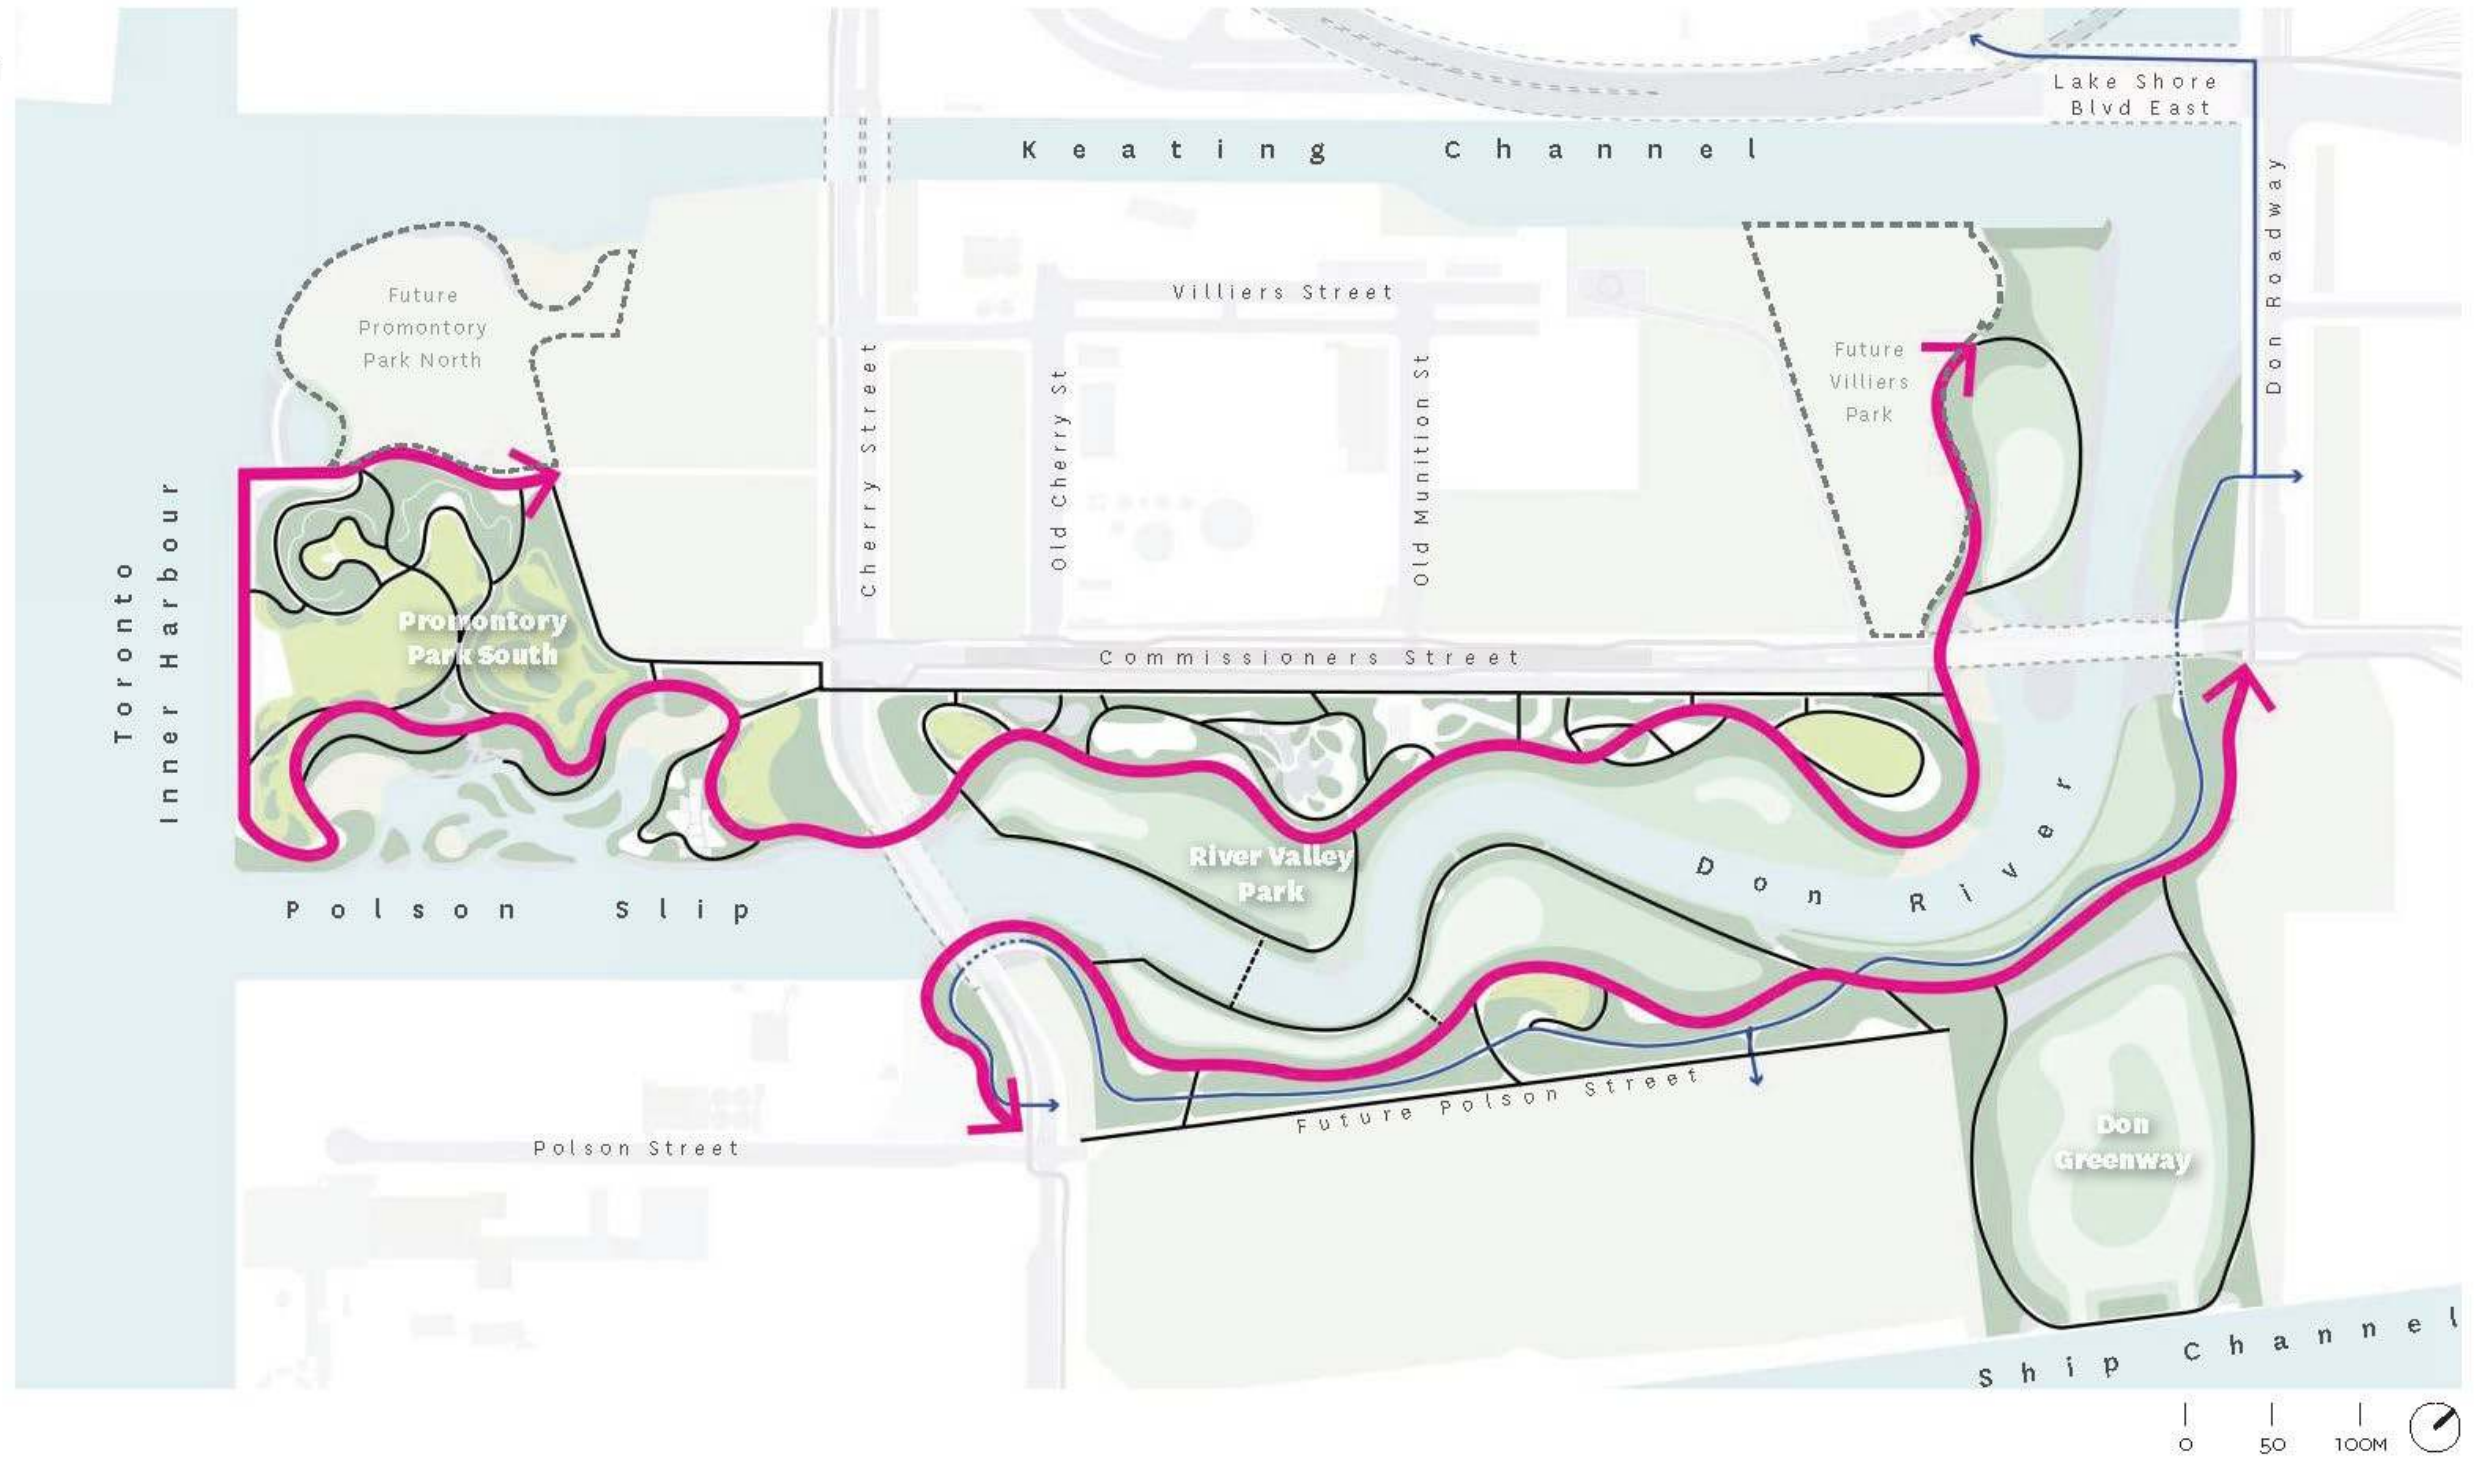 Lake Shore
Blvd East
Keating Channel
Don Roadway
Future
Promontory
Park North
Villiers Street
Future
Villiers
Park
Cherry Street
Old Cherry St
Old Munition St
Toronto
Inner Harbour
Promontory
Park South
Commissioners Street
River Valley
Park
Don River
Polson Slip
Future Polson Street
Polson Street
Don
Greenway
Ship Channel
0 50 100M